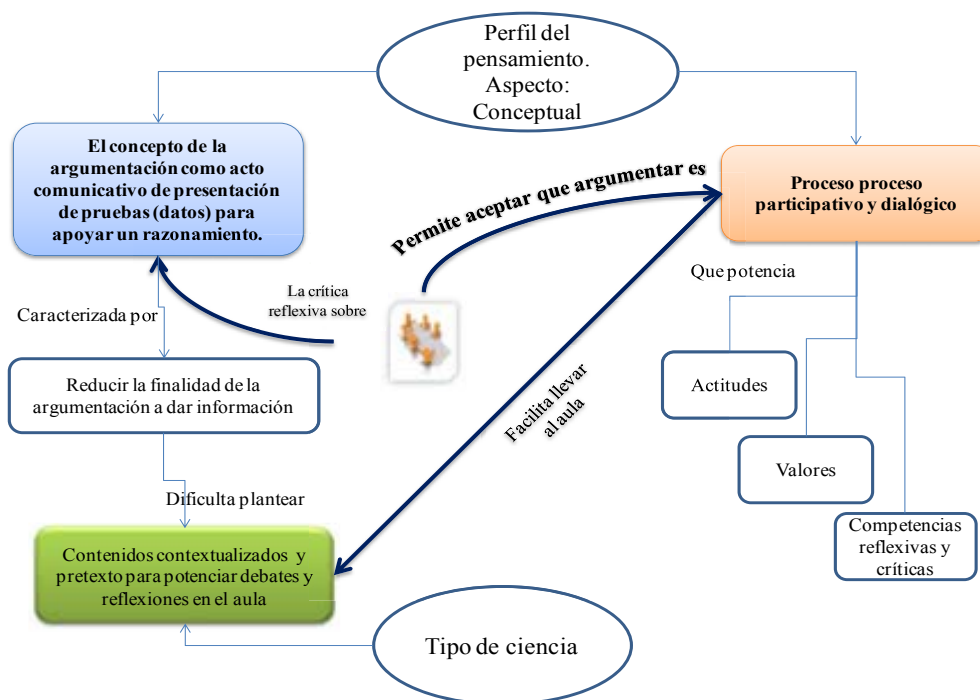 Perfil del
pensamiento.
Aspecto:
Conceptual
El concepto de la
argumentación como acto
comunicativo de presentación
de pruebas (datos) para
apoyar un razonamiento.
Permite aceptar que argumentar es
Proceso proceso
participativo y dialógico
La crítica
reflexiva sobre
Que potencia
Caracterizada por
Reducir la finalidad de la
argumentación a dar información
Actitudes
Facilita llevar
al aula
Valores
Dificulta plantear
Competencias
reflexivas y
críticas
Contenidos contextualizados y
pretexto para potenciar debates y
reflexiones en el aula
Tipo de ciencia